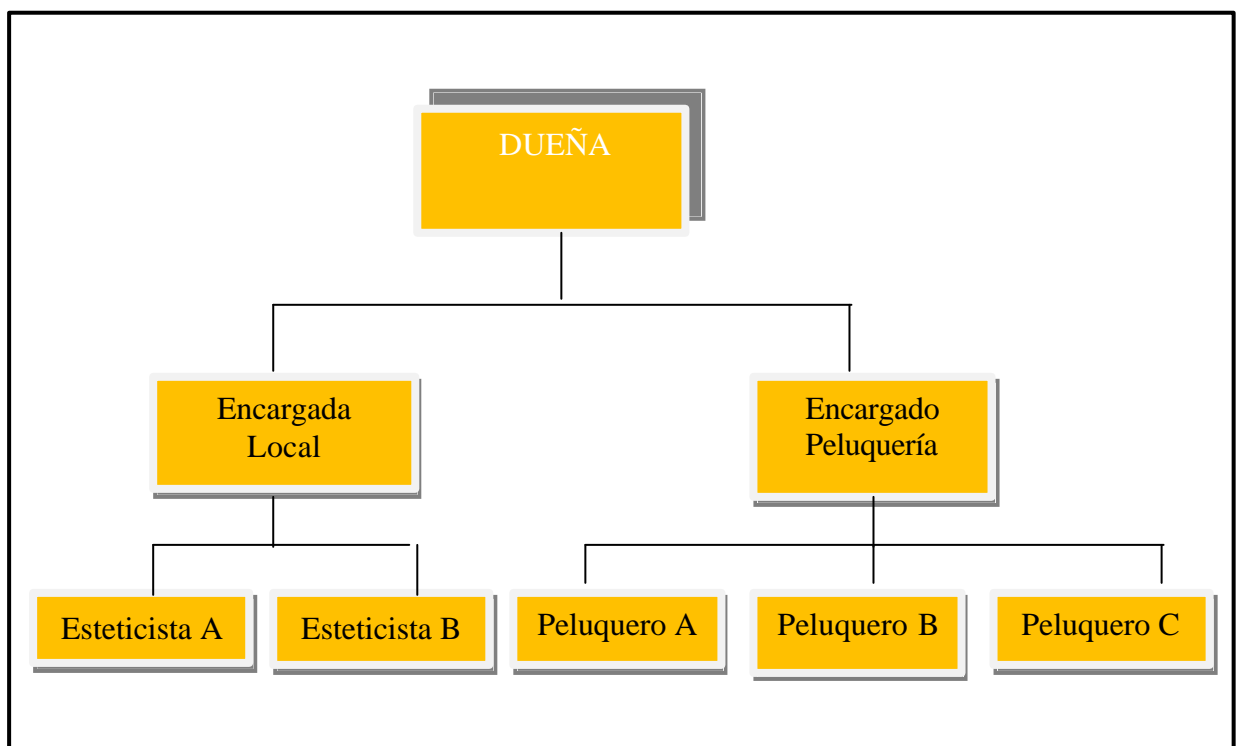 DUEÑA
Encargada
Local
Encargado
Peluquería
Esteticista A
Esteticista B
Peluquero A
Peluquero B
Peluquero C